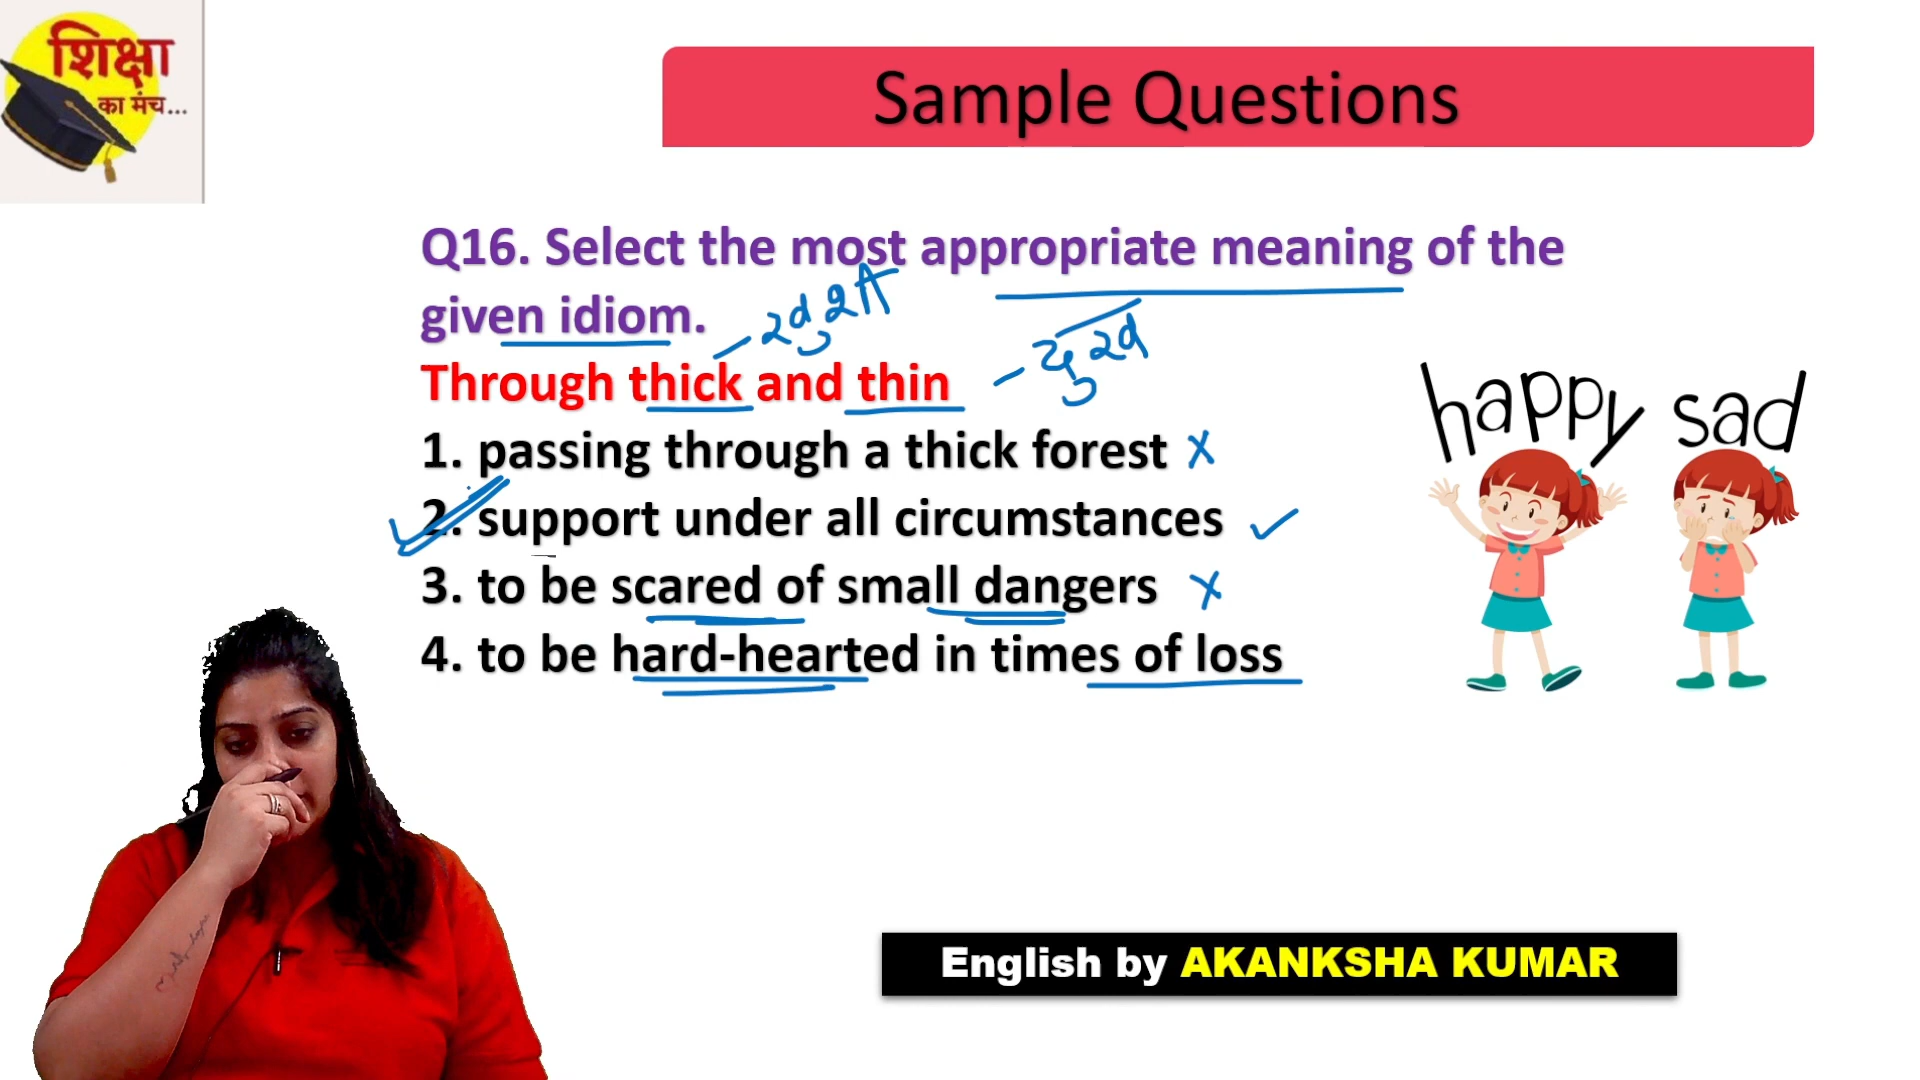 शिक्षा
का मंच...
Sample Questions
Q16. Select the most appropriate meaning of the
given idiom.
Through thick and thin
1. passing through a thick forest
2. support under all circumstances
3. to be scared of small dangers
4. to be hard-hearted in times of loss
happy sad
English by AKANKSHA KUMAR